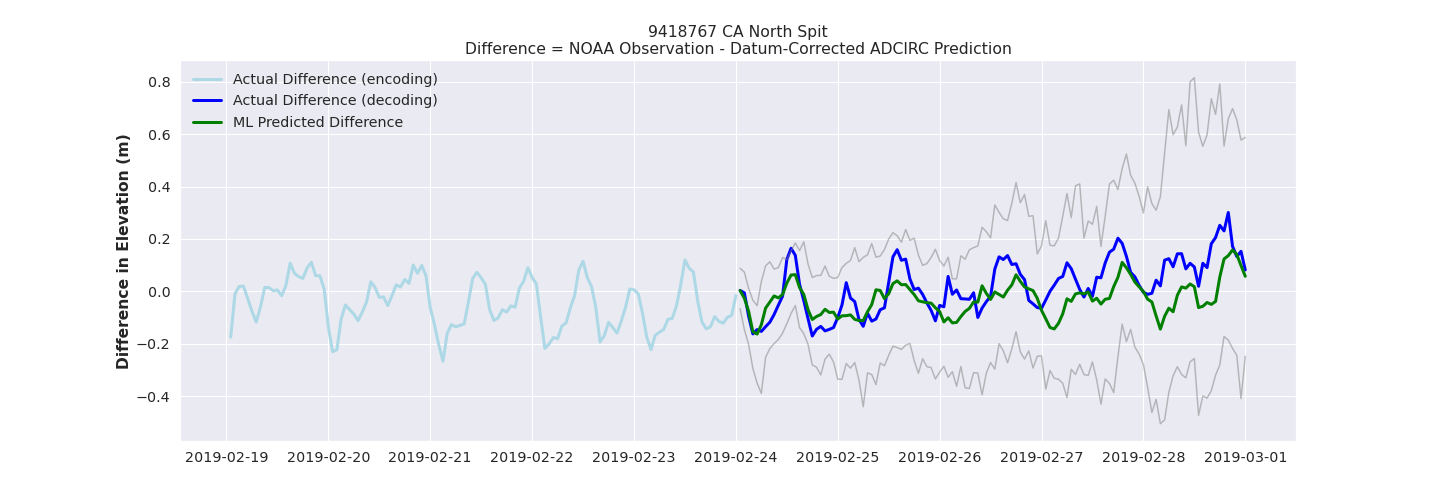 9418767 CA North Spit
Difference = NOAA Observation - Datum-Corrected ADCIRC Prediction
Actual Difference (encoding)
Actual Difference (decoding)
ML Predicted Difference
Difference in Elevation (m)
0.8
0.6
0.4
0.2
0.0
−0.2
−0.4
2019-02-19 2019-02-20 2019-02-21 2019-02-22 2019-02-23 2019-02-24 2019-02-25 2019-02-26 2019-02-27 2019-02-28 2019-03-01